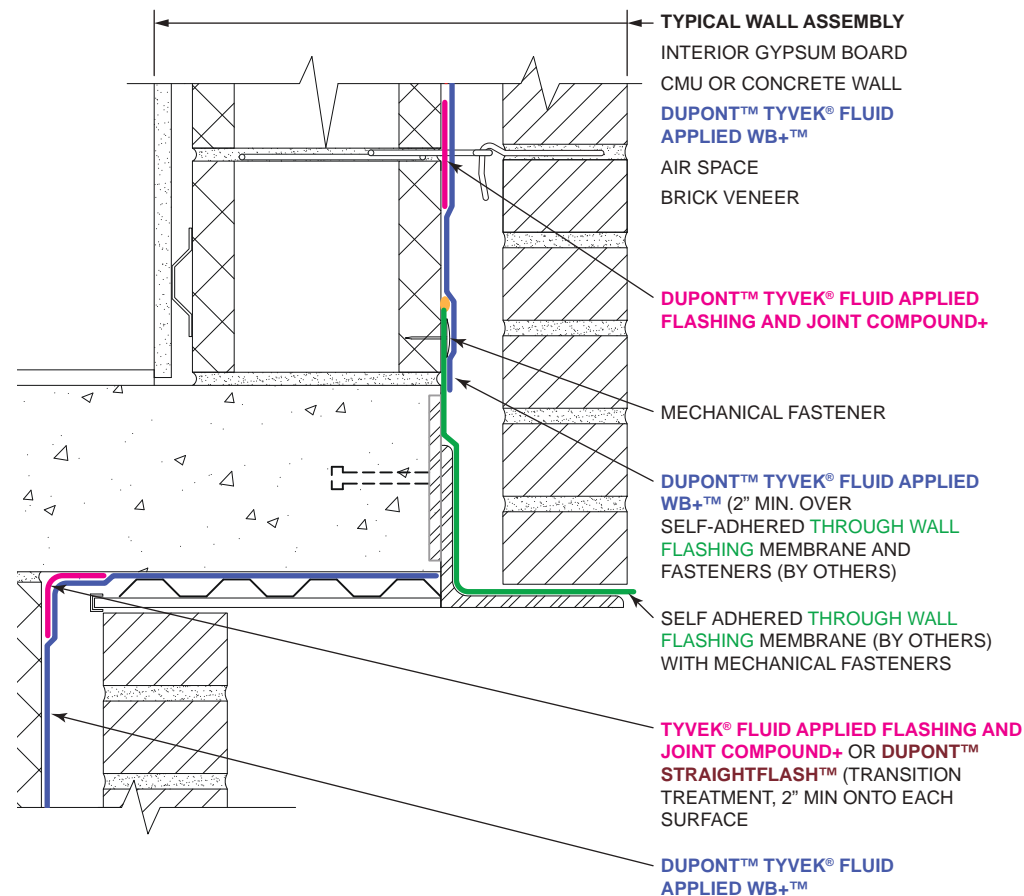 TYPICAL WALL ASSEMBLY
INTERIOR GYPSUM BOARD
CMU OR CONCRETE WALL
DUPONT™ TYVEK® FLUID
APPLIED WB+™
AIR SPACE
BRICK VENEER
DUPONT™ TYVEK® FLUID APPLIED
FLASHING AND JOINT COMPOUND+
MECHANICAL FASTENER
DUPONT™ TYVEK® FLUID APPLIED
WB+™ (2” MIN. OVER
SELF-ADHERED THROUGH WALL
FLASHING MEMBRANE AND
FASTENERS (BY OTHERS)
SELF ADHERED THROUGH WALL
FLASHING MEMBRANE (BY OTHERS)
WITH MECHANICAL FASTENERS
TYVEK® FLUID APPLIED FLASHING AND
JOINT COMPOUND+ OR DUPONT™
STRAIGHTFLASH™ (TRANSITION
TREATMENT, 2” MIN ONTO EACH
SURFACE
DUPONT™ TYVEK® FLUID
APPLIED WB+™